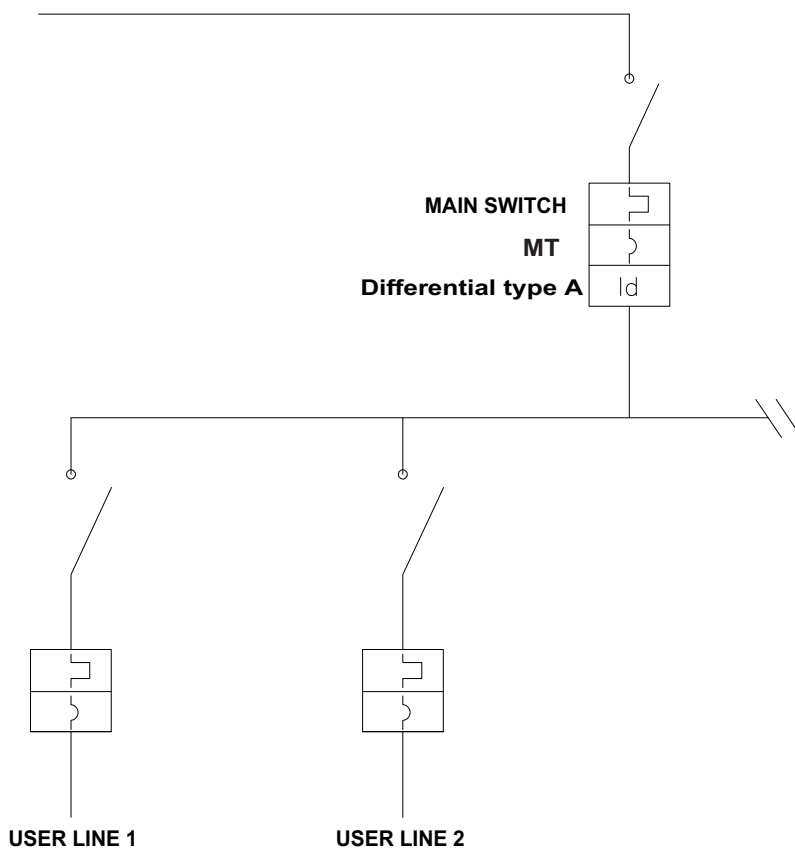 MAIN SWITCH
MT
Differential type A
Id
USER LINE 1
USER LINE 2